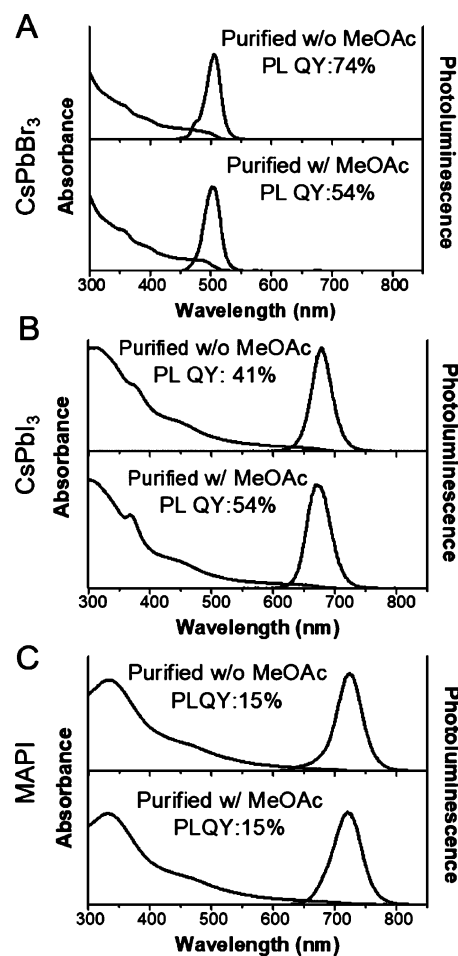 A
CsPbBr3
Absorbance
Photoluminescence
Purified w/o MeOAc
PL QY:74%
Purified w/ MeOAc
PL QY:54%
300 400 500 600 700 800
Wavelength (nm)
B
CsPbI3
Absorbance
Photoluminescence
Purified w/o MeOAc
PL QY: 41%
Purified w/ MeOAc
PL QY:54%
300 400 500 600 700 800
Wavelength (nm)
C
MAPI
Absorbance
Photoluminescence
Purified w/o MeOAc
PLQY:15%
Purified w/ MeOAc
PLQY:15%
300 400 500 600 700 800
Wavelength (nm)